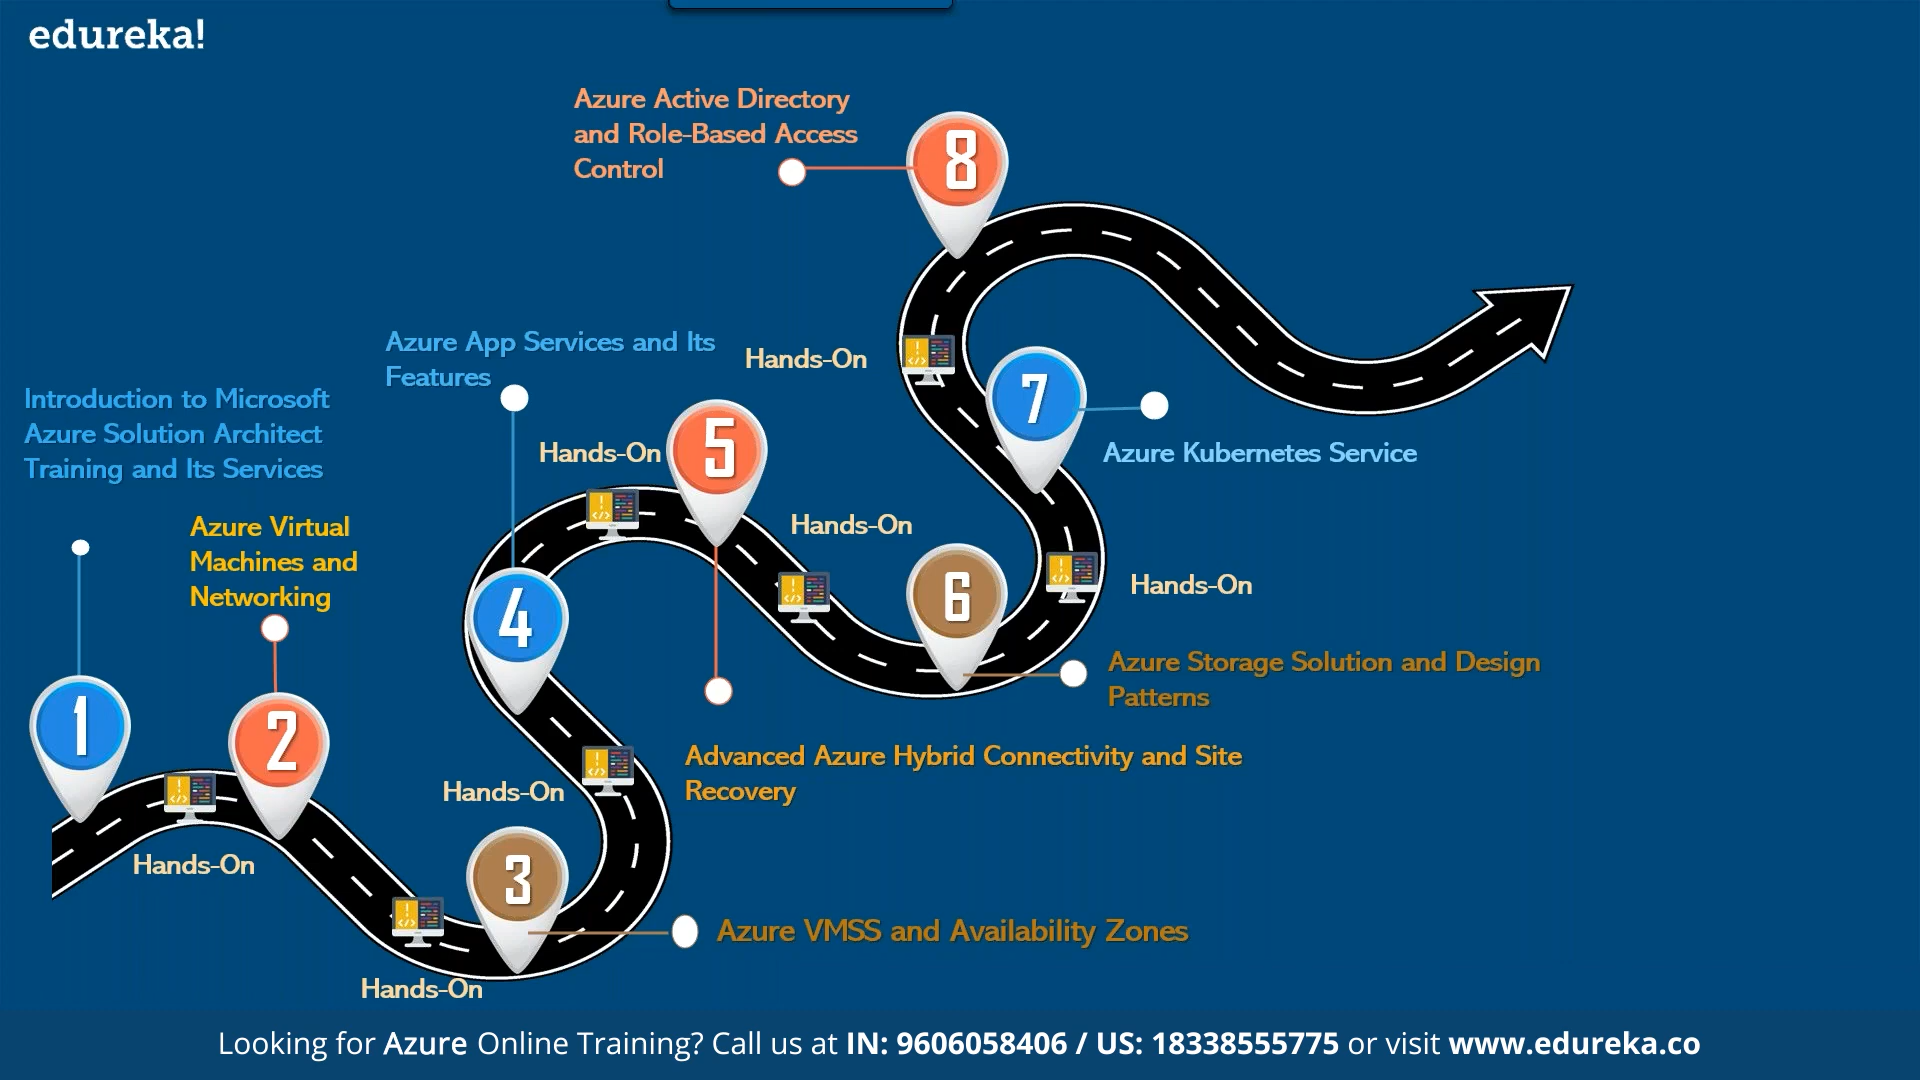 edureka!
Azure Active Directory
and Role-Based Access
Control
8
Azure App Services and Its
Features
Hands-On
7
Introduction to Microsoft
Azure Solution Architect
Training and Its Services
Hands-On
5
Azure Kubernetes Service
Azure Virtual
Machines and
Networking
Hands-On
4
6
Hands-On
Azure Storage Solution and Design
Patterns
1
2
Advanced Azure Hybrid Connectivity and Site
Recovery
Hands-On
Hands-On
3
Azure VMSS and Availability Zones
Hands-On
Looking for Azure Online Training? Call us at IN: 9606058406 / US: 18338555775 or visit www.edureka.co